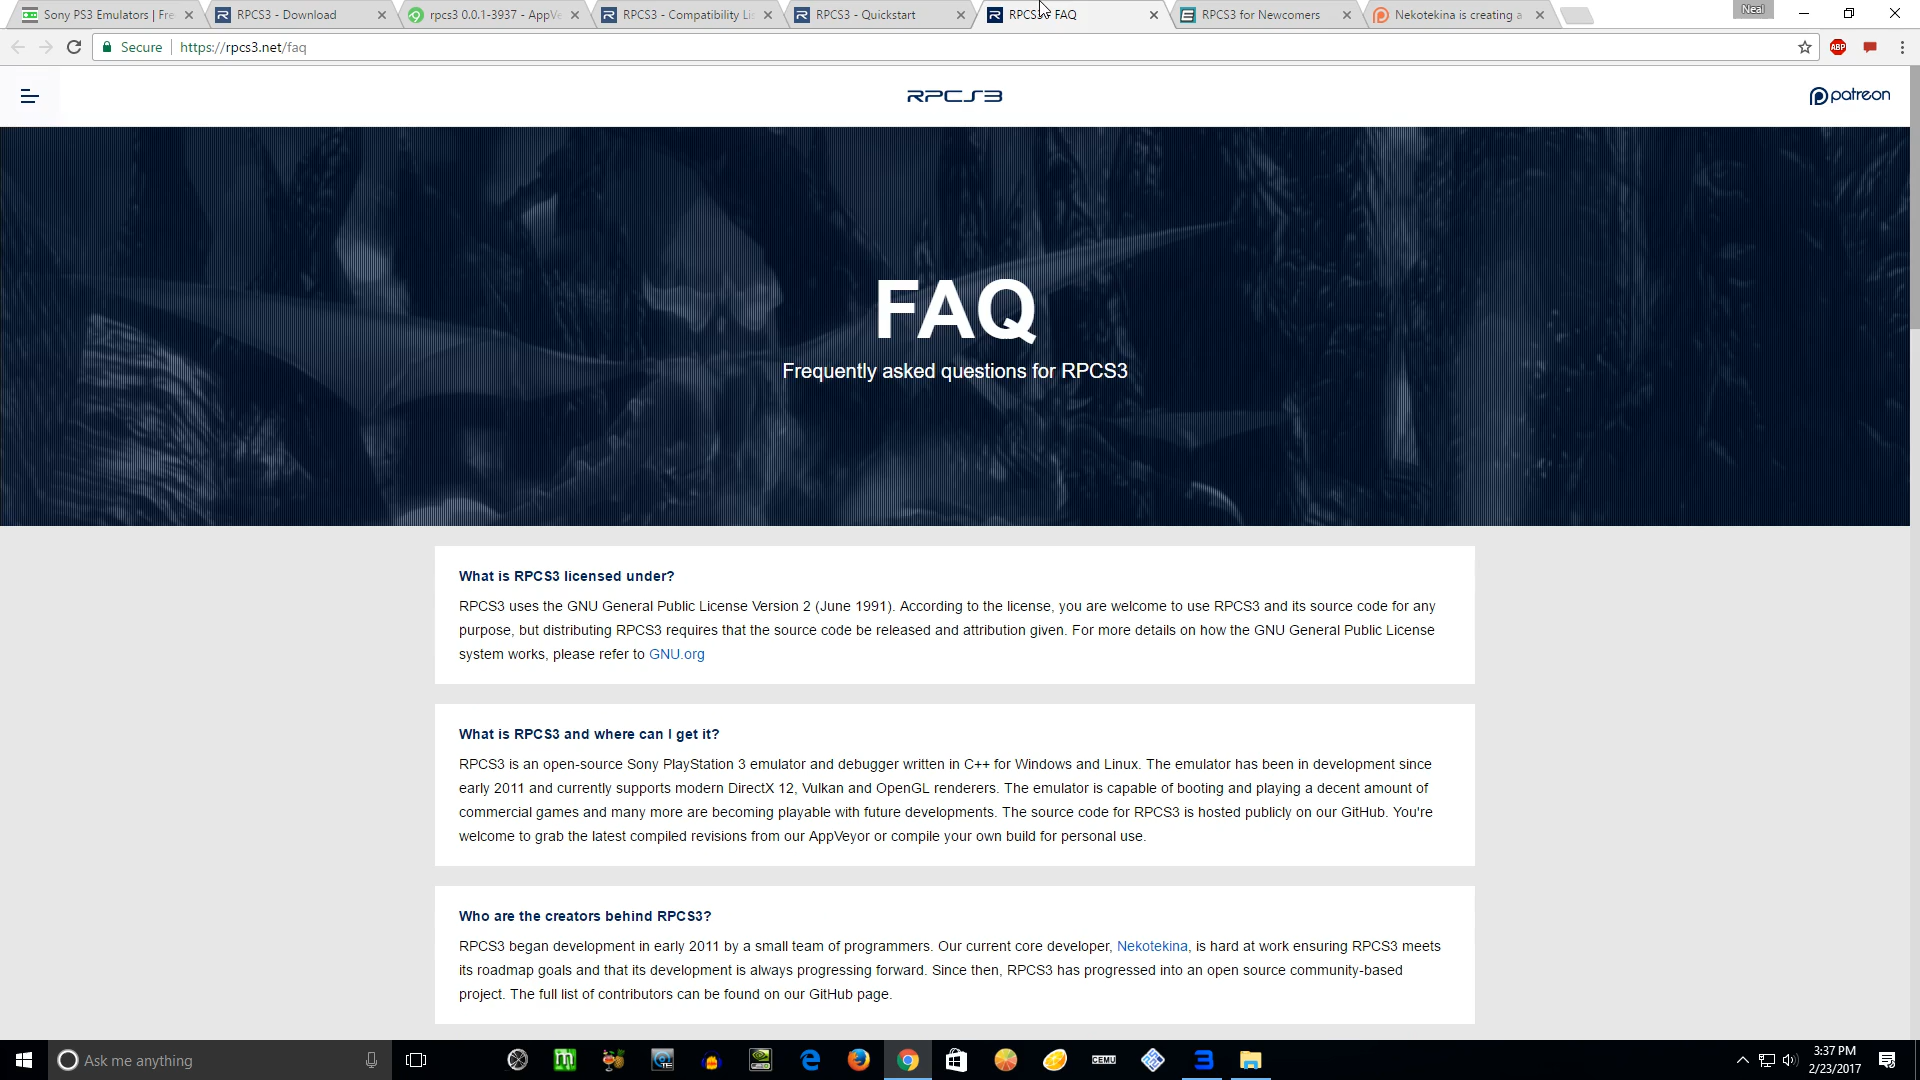 Sony PS3 Emulators | Fre
RPCS3 - Download
rpcs3 0.0.1-3937 - AppVe
RPCS3 - Compatibility Lis
RPCS3 - Quickstart
RPCS3 - FAQ
RPCS3 for Newcomers
Nekotekina is creating a
Neal
Secure
https://rpcs3.net/faq
ABP
RPCS3
patreon
FAQ
Frequently asked questions for RPCS3
What is RPCS3 licensed under?
RPCS3 uses the GNU General Public License Version 2 (June 1991). According to the license, you are welcome to use RPCS3 and its source code for any
purpose, but distributing RPCS3 requires that the source code be released and attribution given. For more details on how the GNU General Public License
system works, please refer to GNU.org
What is RPCS3 and where can I get it?
RPCS3 is an open-source Sony PlayStation 3 emulator and debugger written in C++ for Windows and Linux. The emulator has been in development since
early 2011 and currently supports modern DirectX 12, Vulkan and OpenGL renderers. The emulator is capable of booting and playing a decent amount of
commercial games and many more are becoming playable with future developments. The source code for RPCS3 is hosted publicly on our GitHub. You're
welcome to grab the latest compiled revisions from our AppVeyor or compile your own build for personal use.
Who are the creators behind RPCS3?
RPCS3 began development in early 2011 by a small team of programmers. Our current core developer, Nekotekina, is hard at work ensuring RPCS3 meets
its roadmap goals and that its development is always progressing forward. Since then, RPCS3 has progressed into an open source community-based
project. The full list of contributors can be found on our GitHub page.
Ask me anything
CEMU
3:37 PM
2/23/2017